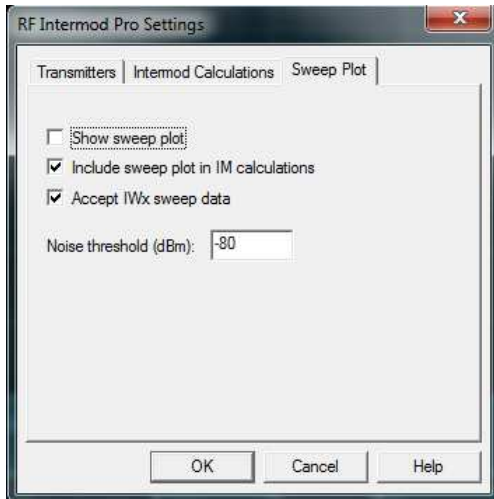 RF Intermod Pro Settings
Transmitters Intermod Calculations Sweep Plot
Show sweep plot
Include sweep plot in IM calculations
Accept IWx sweep data
Noise threshold (dBm): -80
OK Cancel Help